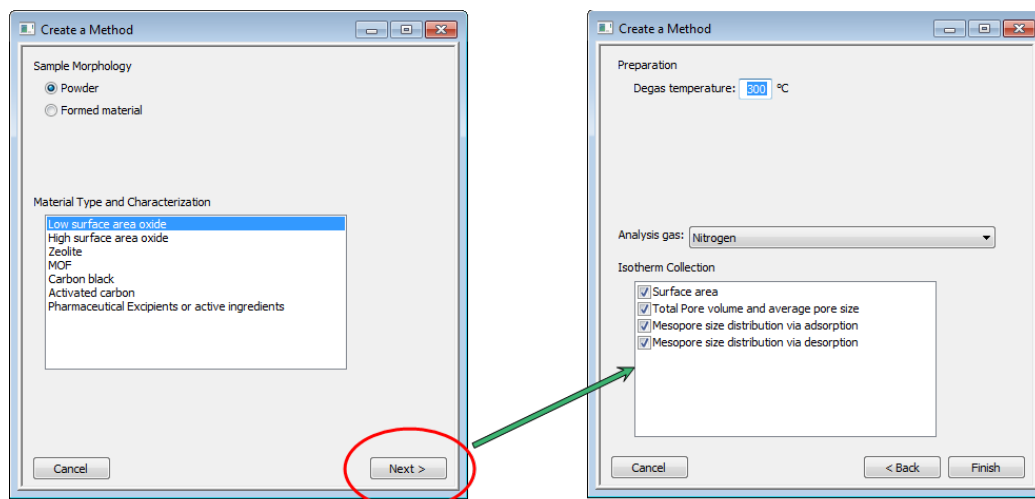 Create a Method
Sample Morphology
Powder
Formed material
Material Type and Characterization
Low surface area oxide
High surface area oxide
Zeolite
MOF
Carbon black
Activated carbon
Pharmaceutical Excipients or active ingredients
Cancel
Next >
Create a Method
Preparation
Degas temperature: 300 ºC
Analysis gas: Nitrogen
Isotherm Collection
Surface area
Total Pore volume and average pore size
Mesopore size distribution via adsorption
Mesopore size distribution via desorption
Cancel
< Back
Finish